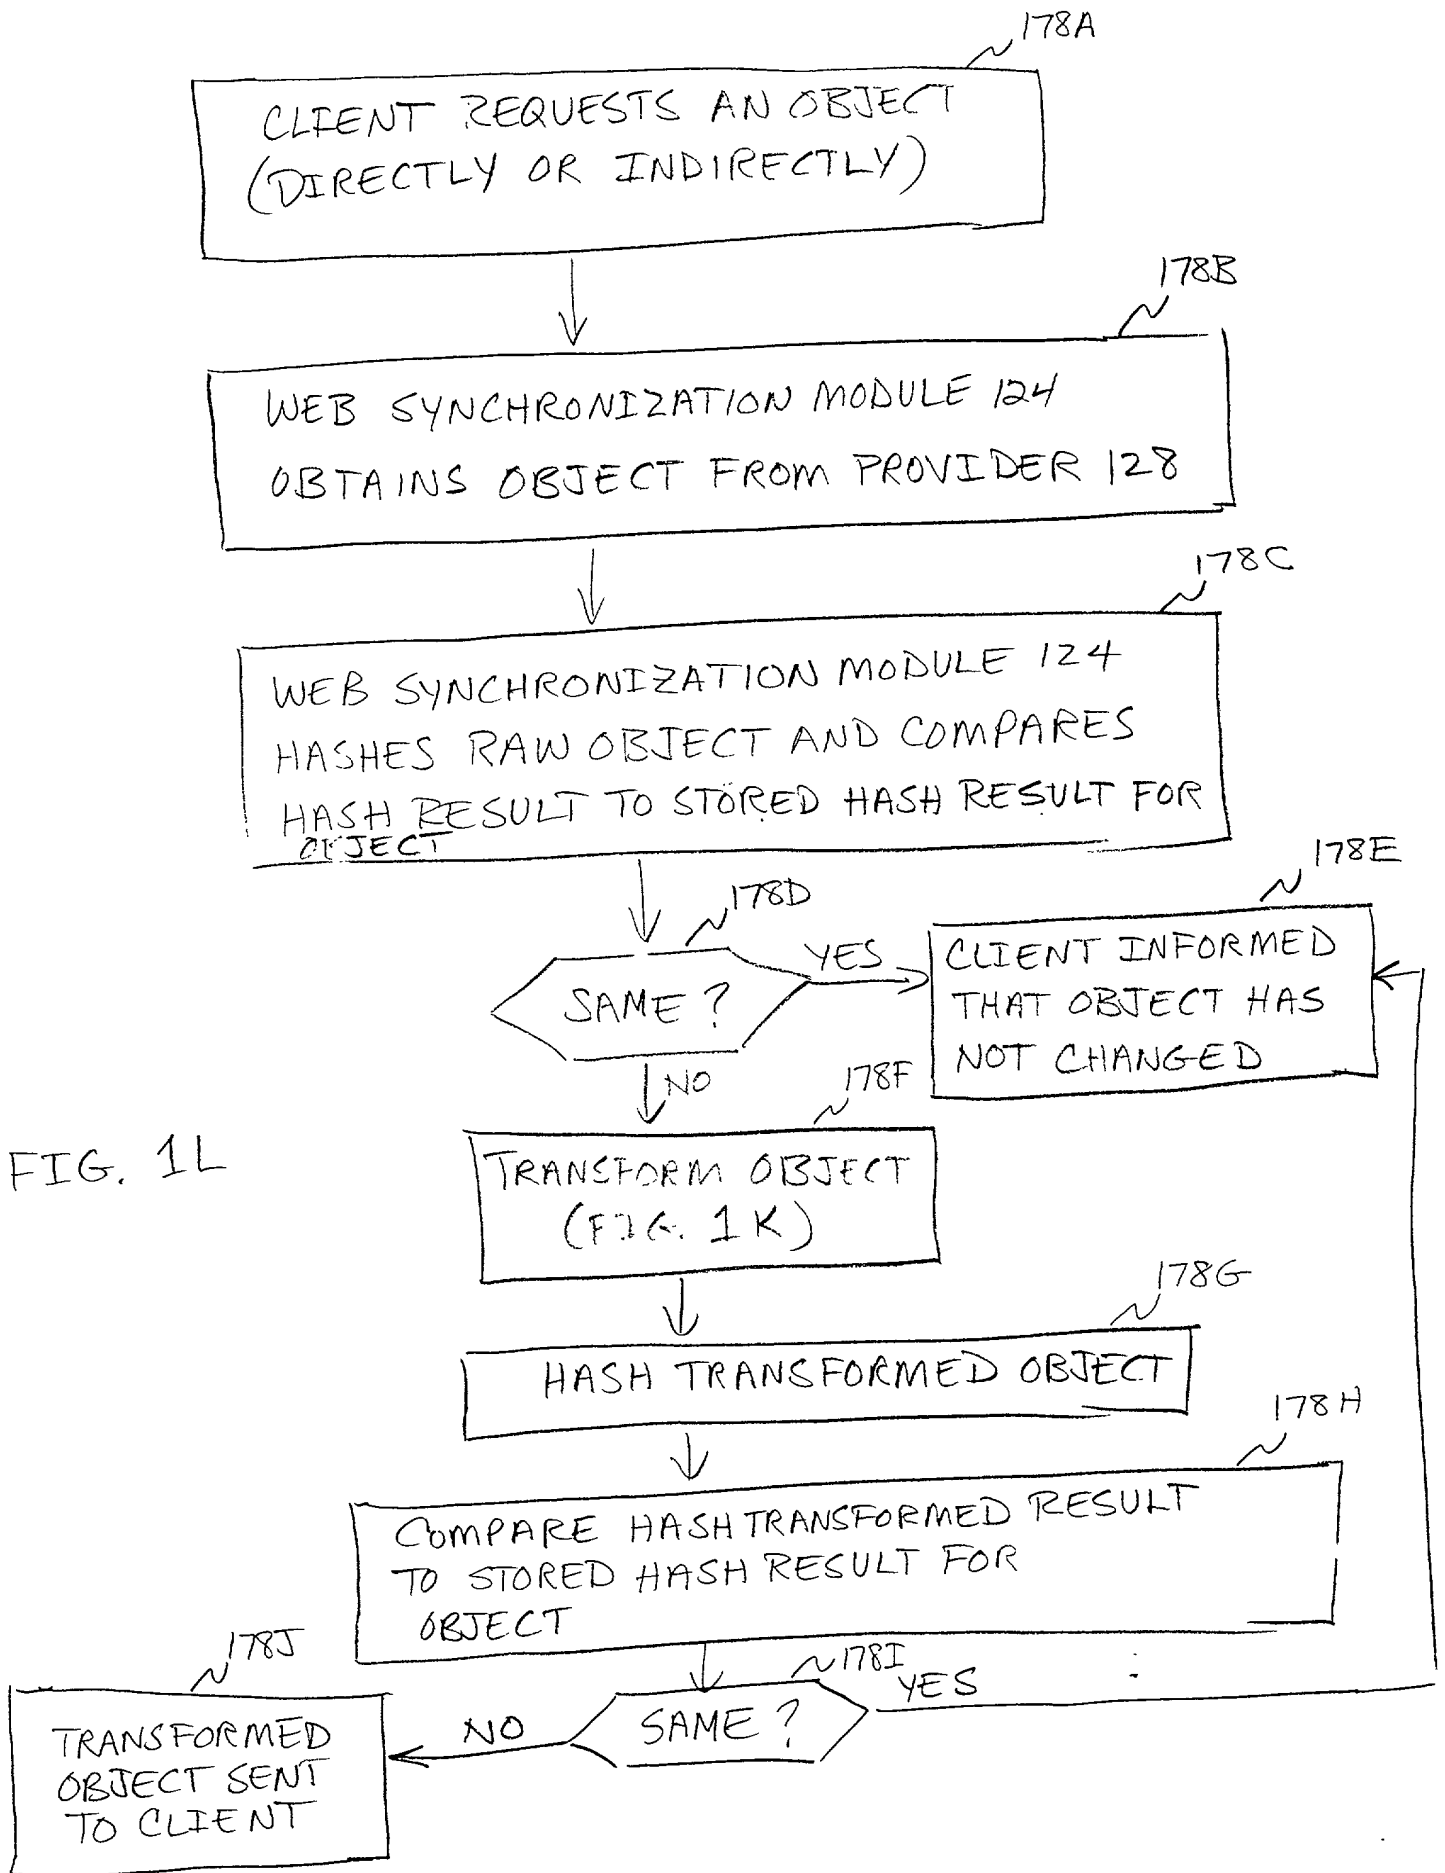 178A
CLIENT REQUESTS AN OBJECT
(DIRECTLY OR INDIRECTLY)
178B
WEB SYNCHRONIZATION MODULE 124
OBTAINS OBJECT FROM PROVIDER 128
178C
WEB SYNCHRONIZATION MODULE 124
HASHES RAW OBJECT AND COMPARES
HASH RESULT TO STORED HASH RESULT FOR
OBJECT
178D
SAME ?
YES
178E
CLIENT INFORMED
THAT OBJECT HAS
NOT CHANGED
NO
178F
TRANSFORM OBJECT
(FIG. 1K)
FIG. 1L
178G
HASH TRANSFORMED OBJECT
178H
COMPARE HASH TRANSFORMED RESULT
TO STORED HASH RESULT FOR
OBJECT
178I
SAME ?
YES
NO
178J
TRANSFORMED
OBJECT SENT
TO CLIENT